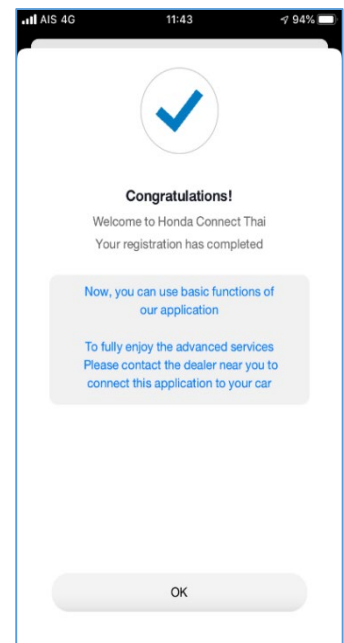 AIS 4G 11:43 94%
Congratulations!
Welcome to Honda Connect Thai
Your registration has completed
Now, you can use basic functions of
our application
To fully enjoy the advanced services
Please contact the dealer near you to
connect this application to your car
OK